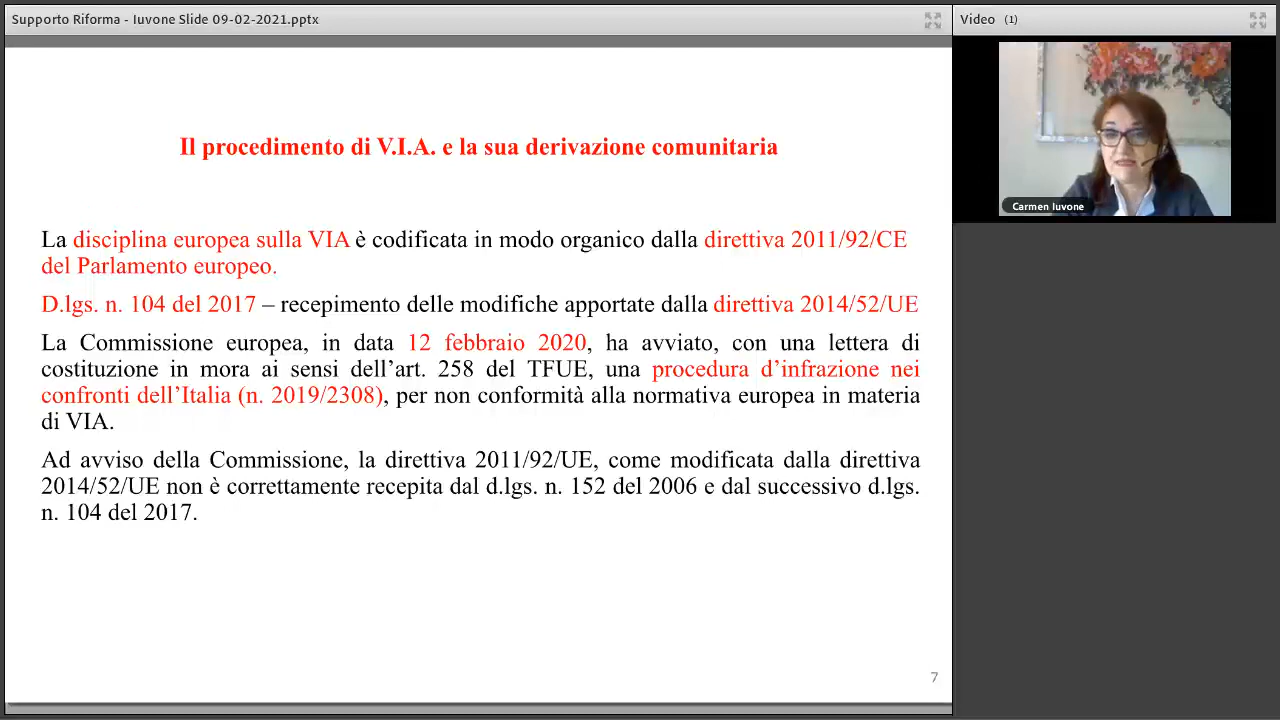 Supporto Riforma - Iuvone Slide 09-02-2021.pptx
Video (1)
Carmen Iuvone
Il procedimento di V.I.A. e la sua derivazione comunitaria
La disciplina europea sulla VIA è codificata in modo organico dalla direttiva 2011/92/CE
del Parlamento europeo.
D.lgs. n. 104 del 2017 – recepimento delle modifiche apportate dalla direttiva 2014/52/UE
La Commissione europea, in data 12 febbraio 2020, ha avviato, con una lettera di
costituzione in mora ai sensi dell’art. 258 del TFUE, una procedura d’infrazione nei
confronti dell’Italia (n. 2019/2308), per non conformità alla normativa europea in materia
di VIA.
Ad avviso della Commissione, la direttiva 2011/92/UE, come modificata dalla direttiva
2014/52/UE non è correttamente recepita dal d.lgs. n. 152 del 2006 e dal successivo d.lgs.
n. 104 del 2017.
7